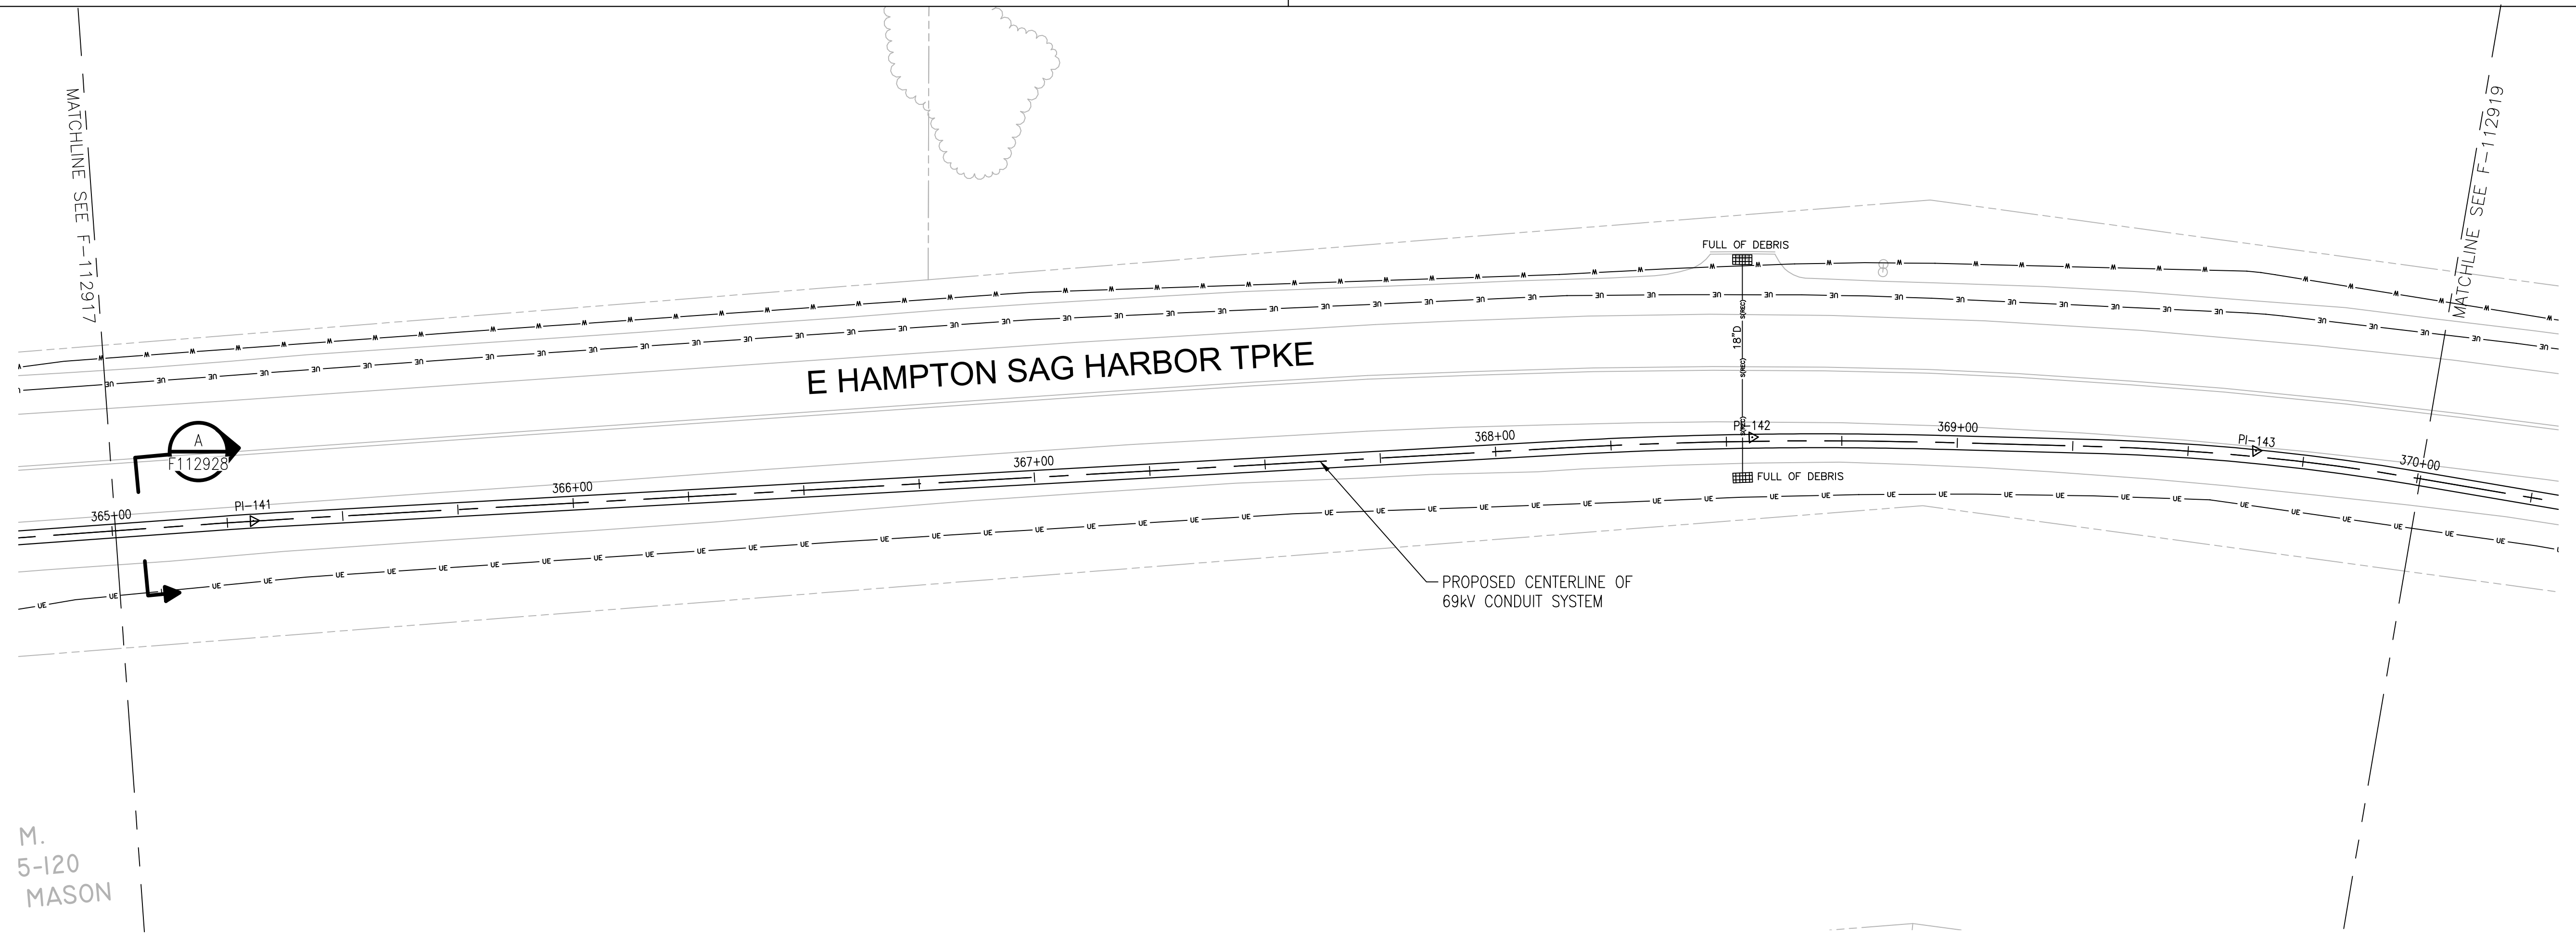 MATCHLINE SEE F-112917
MATCHLINE SEE F-112919
FULL OF DEBRIS
18"D
E HAMPTON SAG HARBOR TPKE
A
F112928
365+00
PI-141
366+00
367+00
368+00
PI-142
369+00
PI-143
370+00
FULL OF DEBRIS
PROPOSED CENTERLINE OF
69kV CONDUIT SYSTEM
M.
5-120
MASON